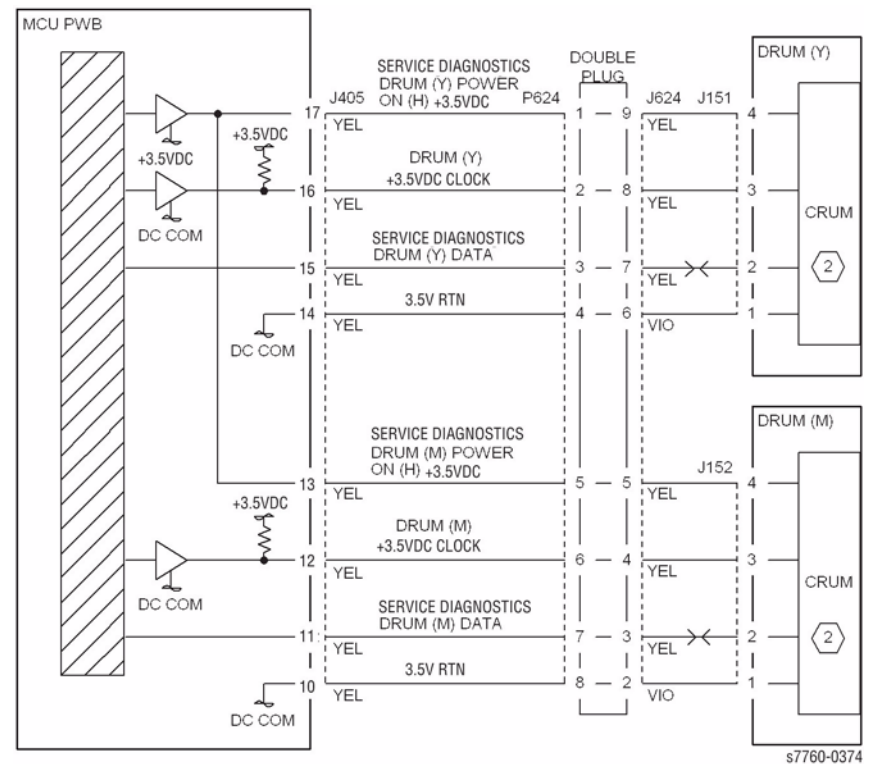 MCU PWB
DOUBLE
PLUG
DRUM (Y)
SERVICE DIAGNOSTICS
DRUM (Y) POWER
ON (H) +3.5VDC
J405
P624
J624
J151
17
1
9
4
YEL
YEL
+3.5VDC
+3.5VDC
DRUM (Y)
+3.5VDC CLOCK
16
2
8
3
YEL
YEL
DC COM
CRUM
SERVICE DIAGNOSTICS
DRUM (Y) DATA
15
3
7
2
2
YEL
YEL
3.5V RTN
14
4
6
1
YEL
VIO
DC COM
DRUM (M)
SERVICE DIAGNOSTICS
DRUM (M) POWER
ON (H) +3.5VDC
J152
13
5
5
4
YEL
YEL
+3.5VDC
DRUM (M)
+3.5VDC CLOCK
12
6
4
3
YEL
YEL
DC COM
CRUM
SERVICE DIAGNOSTICS
DRUM (M) DATA
11
7
3
2
2
YEL
YEL
3.5V RTN
10
8
2
1
YEL
VIO
DC COM
s7760-0374